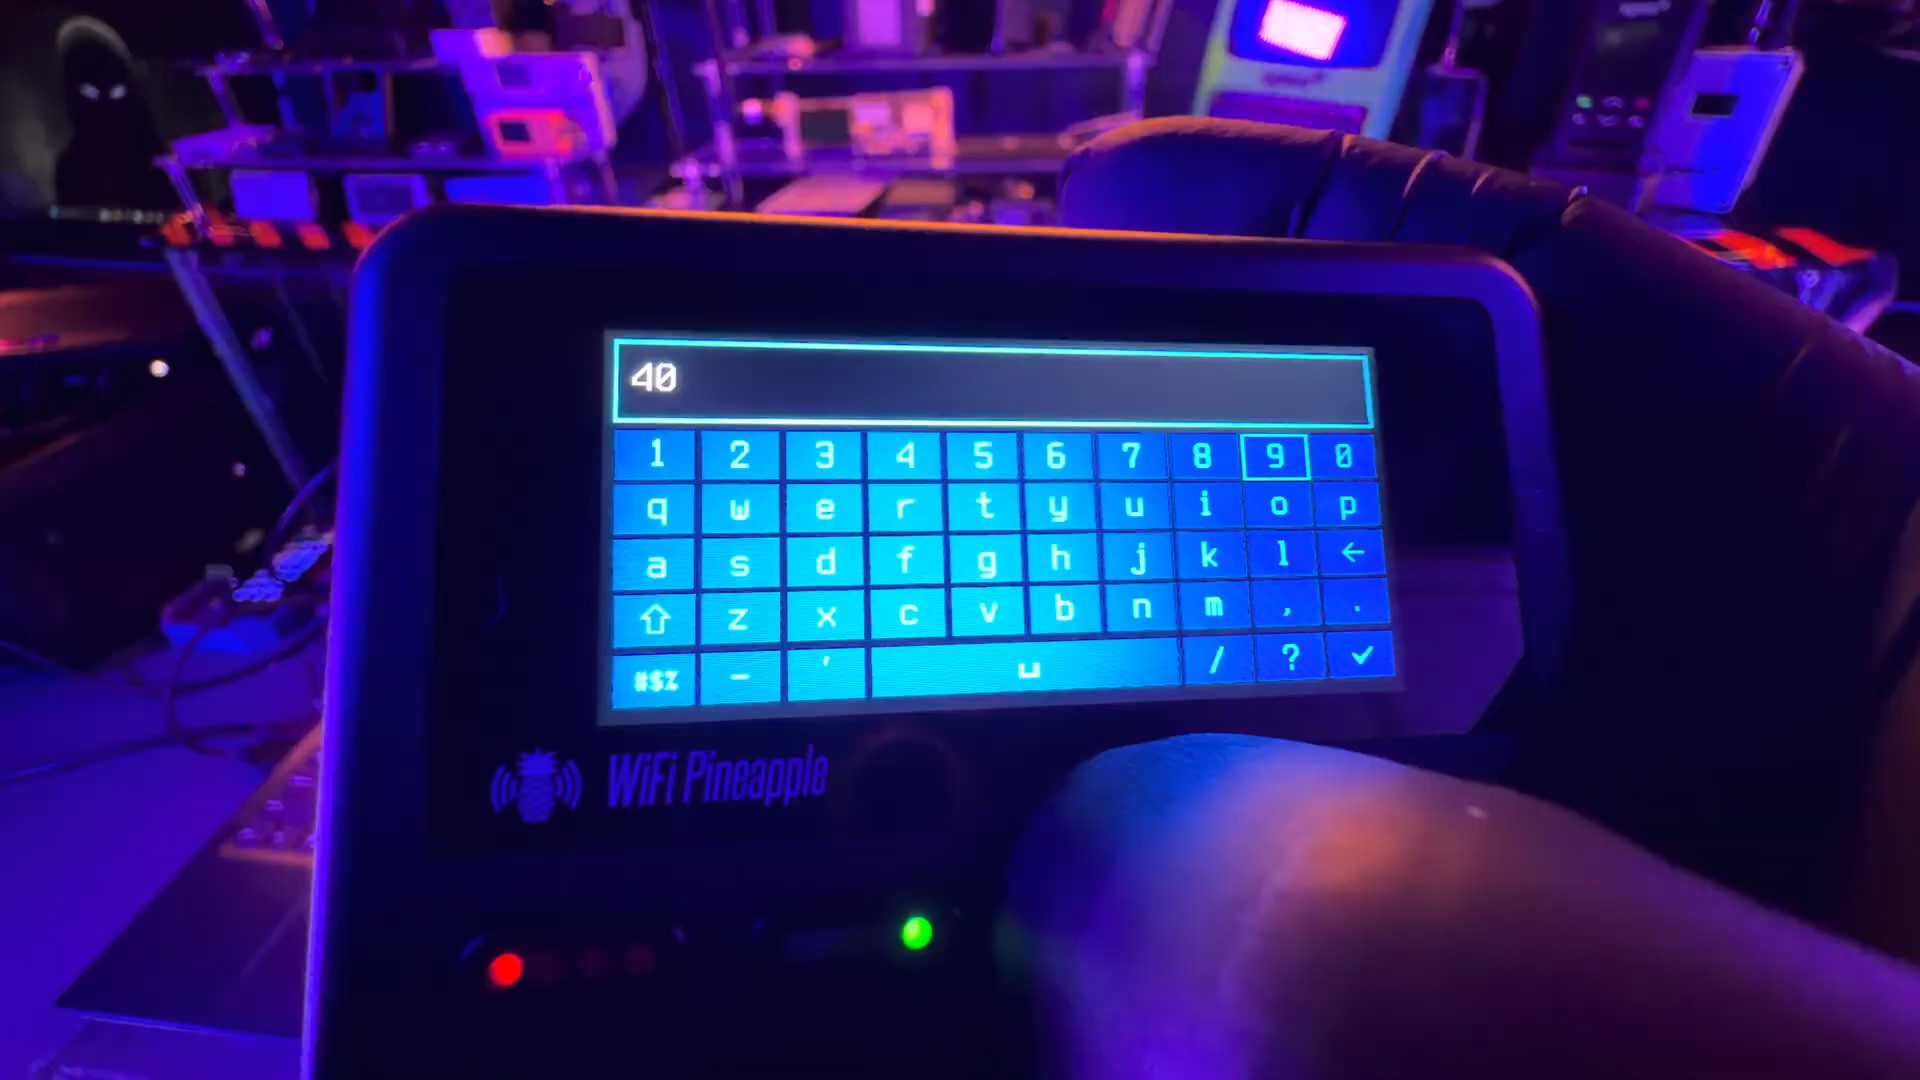 40
1 2 3 4 5 6 7 8 9 0
q w e r t y u i o p
a s d f g h j k l ←
⇧ z x c v b n m , .
#$% - ' ␣ / ? ✓
WiFi Pineapple